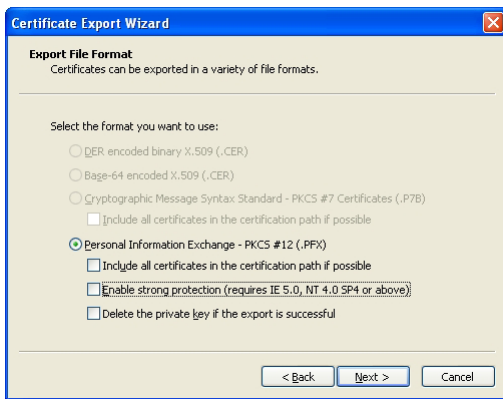 Certificate Export Wizard
Export File Format
Certificates can be exported in a variety of file formats.
Select the format you want to use:
DER encoded binary X.509 (.CER)
Base-64 encoded X.509 (.CER)
Cryptographic Message Syntax Standard - PKCS #7 Certificates (.P7B)
Include all certificates in the certification path if possible
Personal Information Exchange - PKCS #12 (.PFX)
Include all certificates in the certification path if possible
Enable strong protection (requires IE 5.0, NT 4.0 SP4 or above)
Delete the private key if the export is successful
< Back Next > Cancel